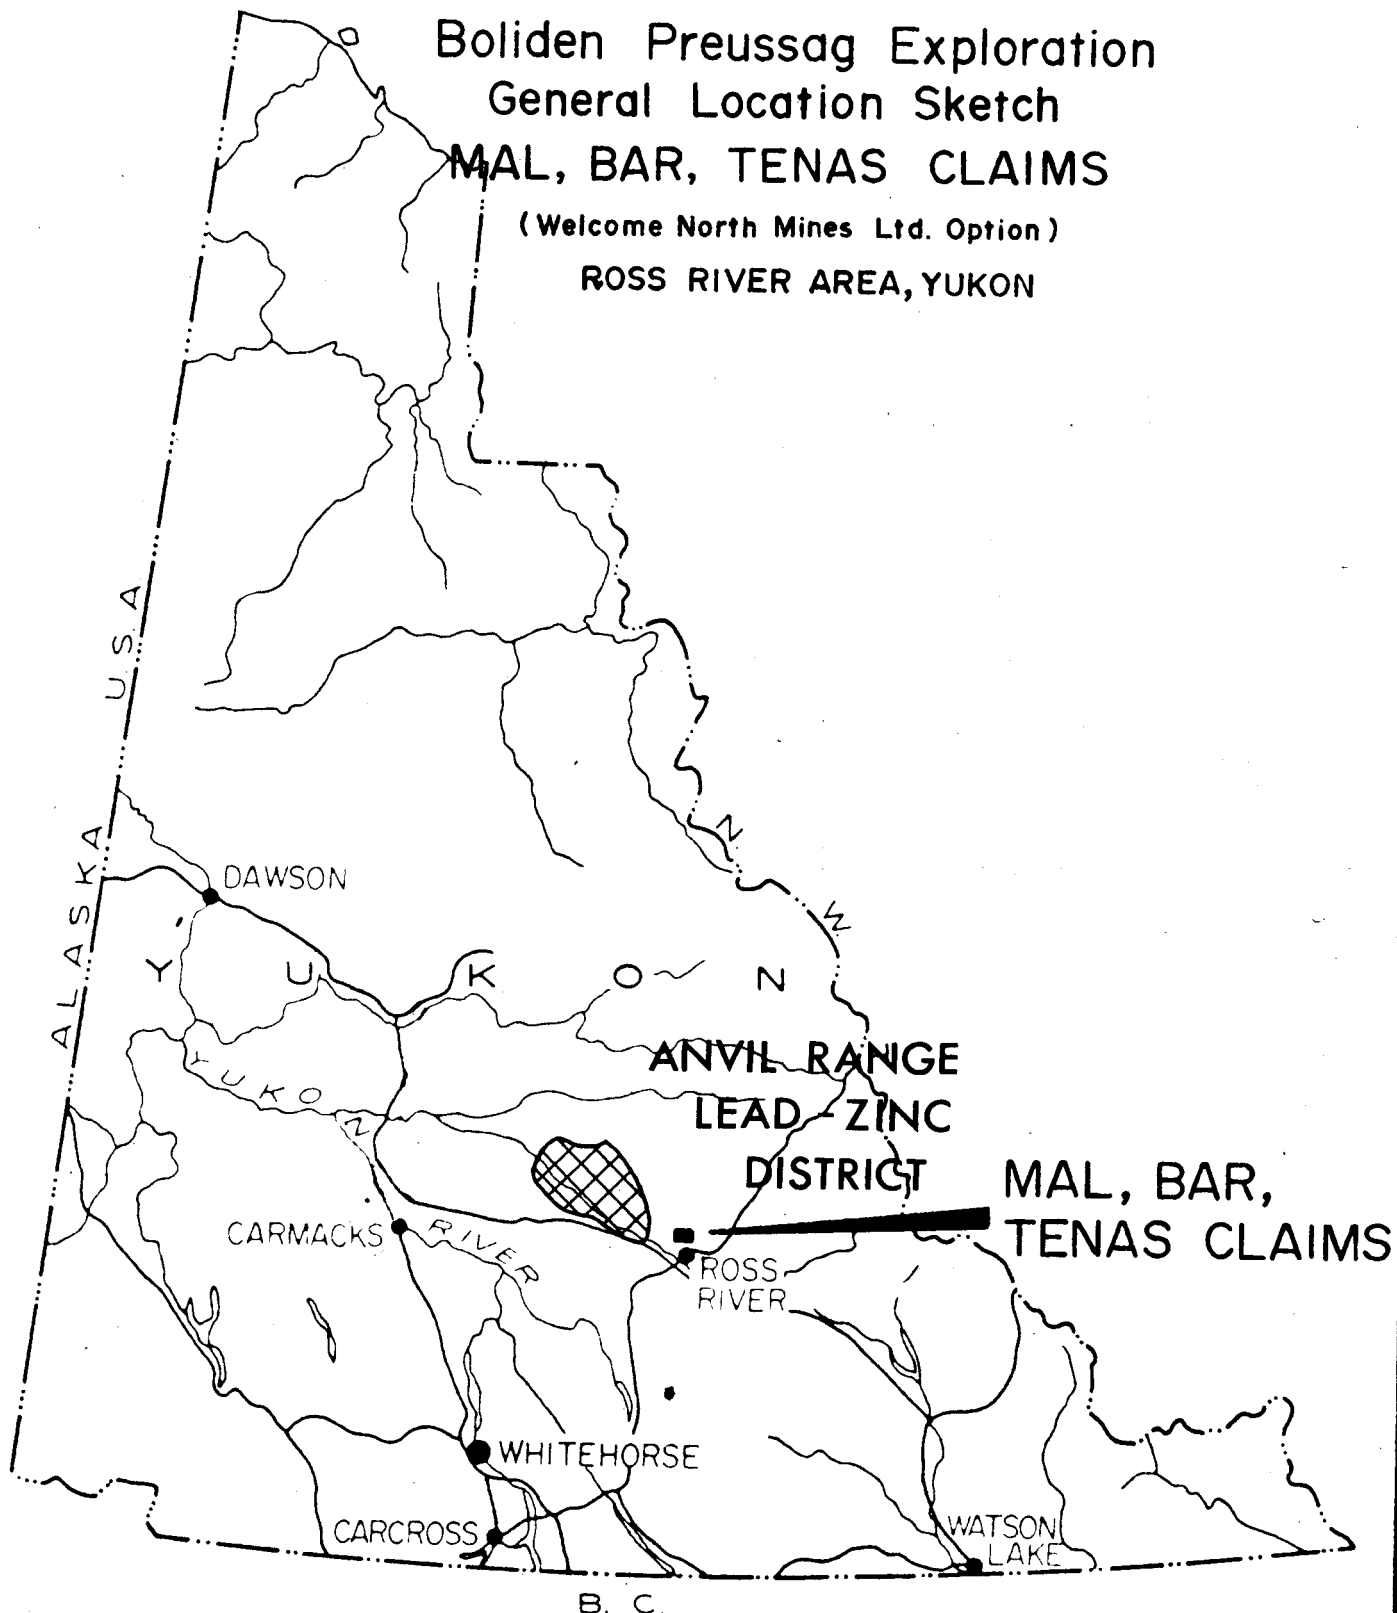 Boliden Preussag Exploration
General Location Sketch
MAL, BAR, TENAS CLAIMS
(Welcome North Mines Ltd. Option)
ROSS RIVER AREA, YUKON
ALASKA U.S.A
N. W.
DAWSON
Y U K O N
YUKON
RIVER
ANVIL RANGE
LEAD-ZINC
DISTRICT
MAL, BAR,
TENAS CLAIMS
CARMACKS
ROSS
RIVER
WHITEHORSE
CARCROSS
WATSON
LAKE
B. C.